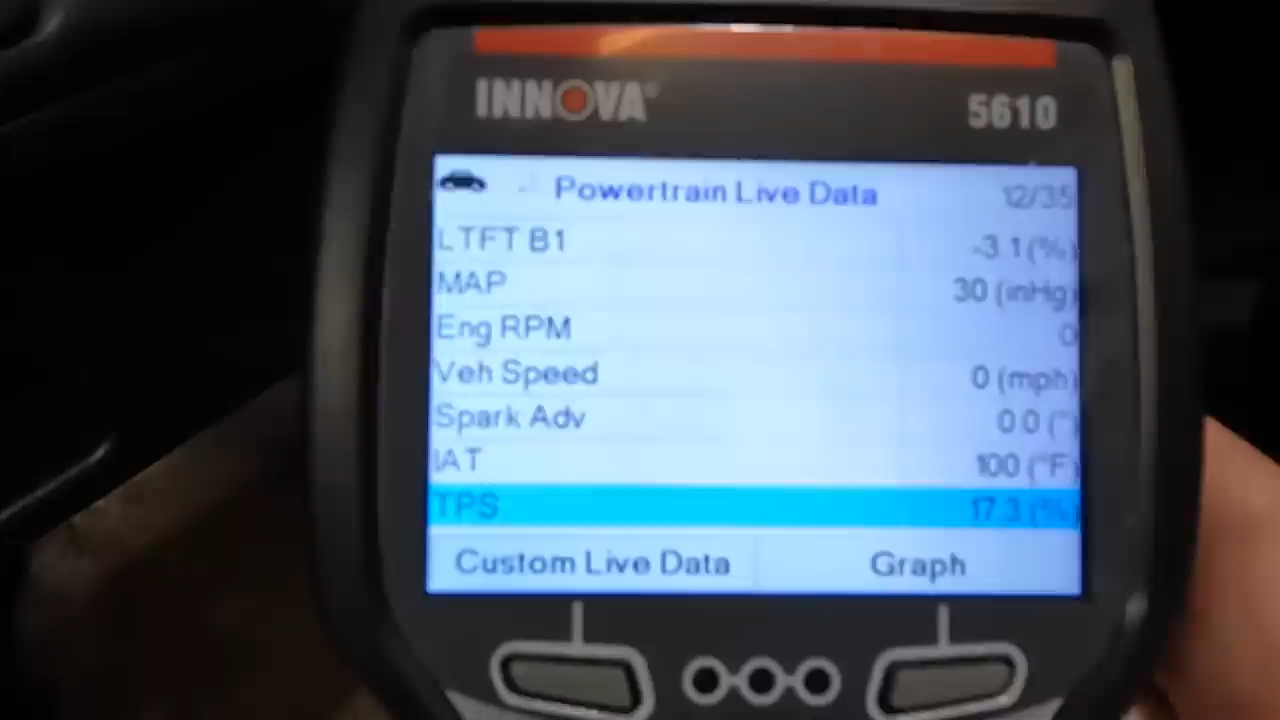 INNOVA® 5610
Powertrain Live Data 12/35
LTFT B1 -3.1 (%)
MAP 30 (inHg)
Eng RPM 0
Veh Speed 0 (mph)
Spark Adv 0.0 (°)
IAT 100 (°F)
TPS 17.3 (%)
Custom Live Data Graph